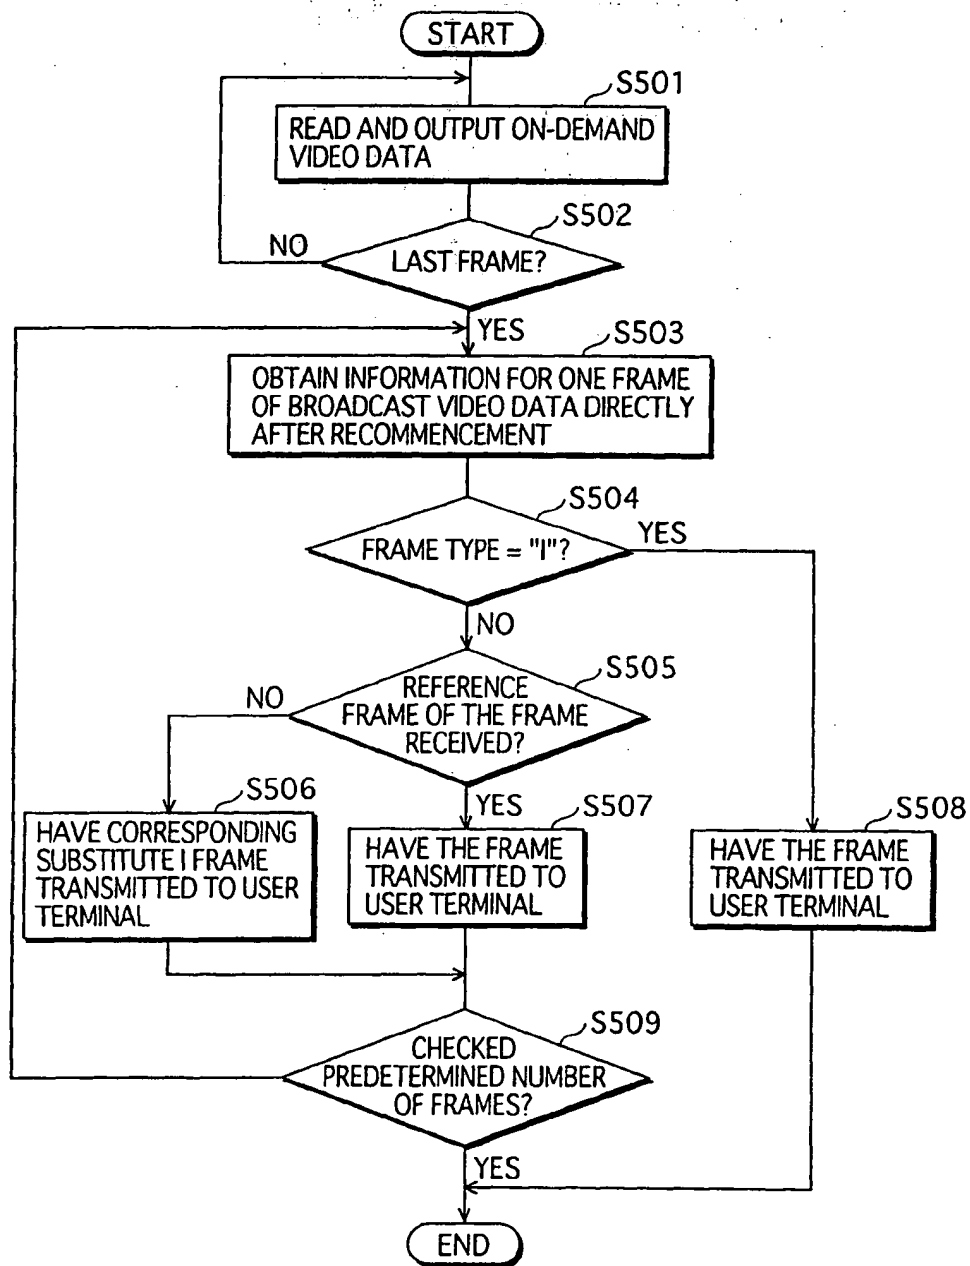 START
S501
READ AND OUTPUT ON-DEMAND
VIDEO DATA
S502
NO
LAST FRAME?
YES
S503
OBTAIN INFORMATION FOR ONE FRAME
OF BROADCAST VIDEO DATA DIRECTLY
AFTER RECOMMENCEMENT
S504
YES
FRAME TYPE = "I"?
NO
S505
NO
REFERENCE
FRAME OF THE FRAME
RECEIVED?
YES
S506
HAVE CORRESPONDING
SUBSTITUTE I FRAME
TRANSMITTED TO USER
TERMINAL
S507
HAVE THE FRAME
TRANSMITTED TO
USER TERMINAL
S508
HAVE THE FRAME
TRANSMITTED TO
USER TERMINAL
S509
CHECKED
PREDETERMINED NUMBER
OF FRAMES?
YES
END